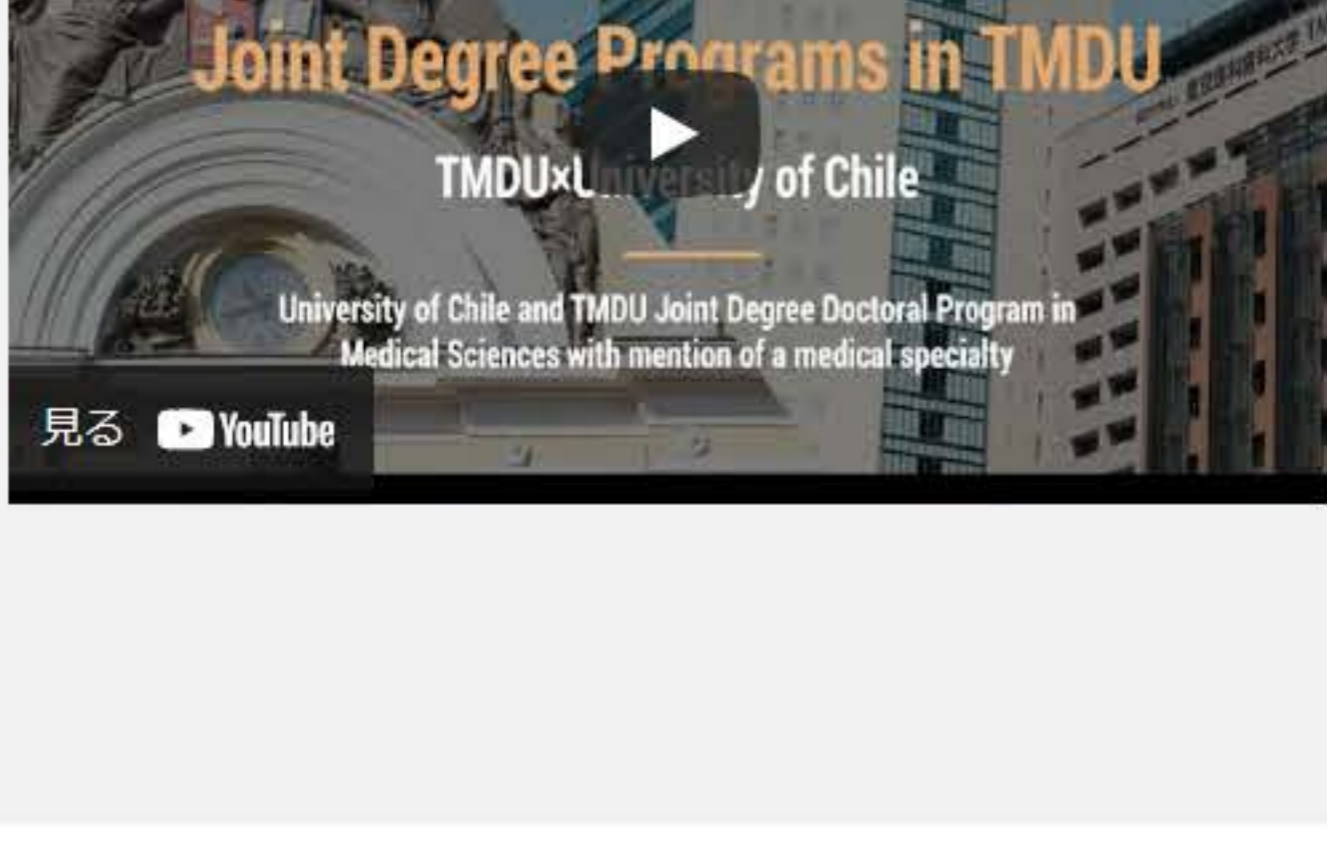 Joint Degree Programs in TMDU
TMDU×University of Chile
University of Chile and TMDU Joint Degree Doctoral Program in
Medical Sciences with mention of a medical specialty
見る YouTube